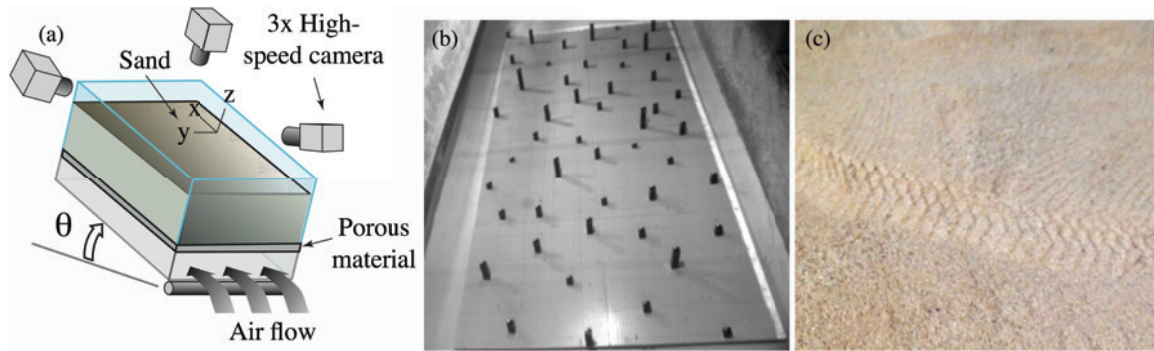 (a)
3x High-
speed camera
Sand
x
z
y
θ
Porous
material
Air flow
(b)
(c)